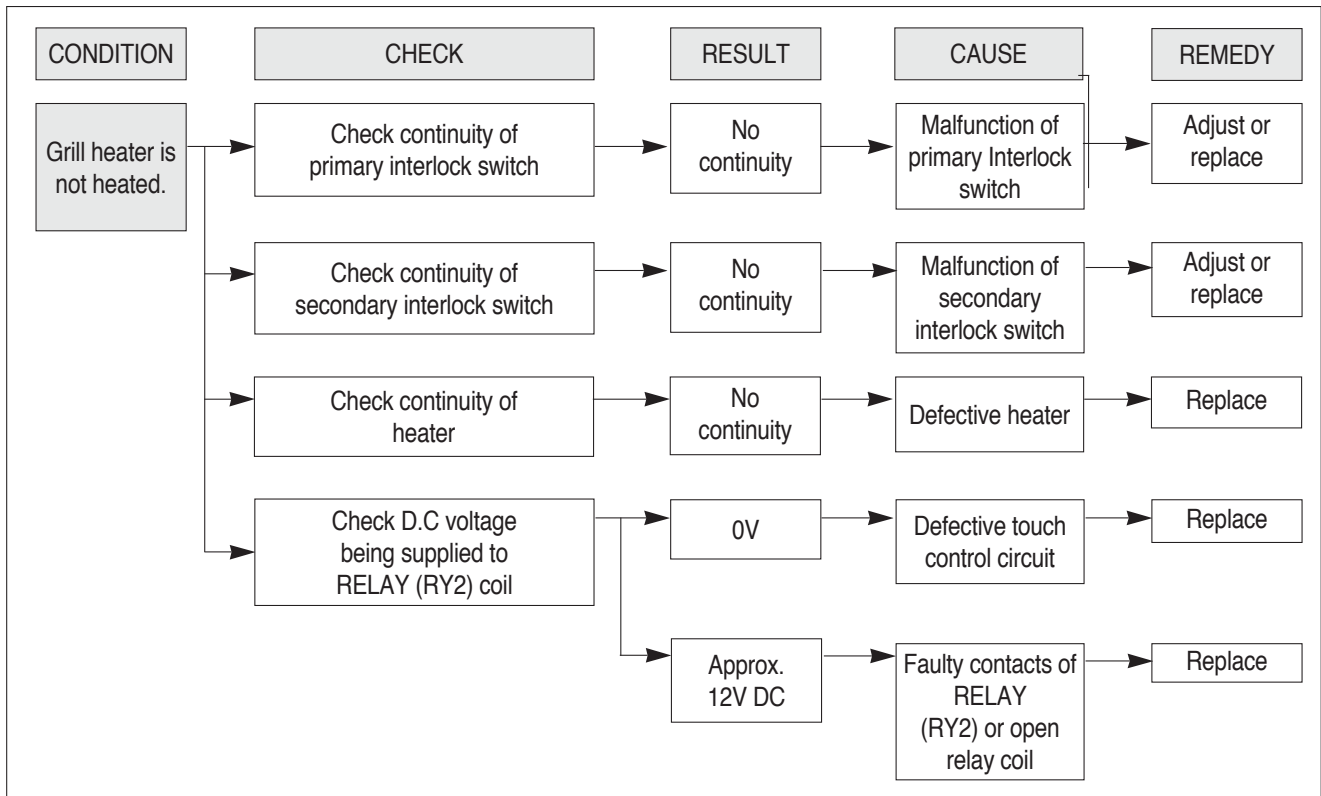 CONDITION
CHECK
RESULT
CAUSE
REMEDY
Grill heater is
not heated.
Check continuity of
primary interlock switch
No
continuity
Malfunction of
primary Interlock
switch
Adjust or
replace
Check continuity of
secondary interlock switch
No
continuity
Malfunction of
secondary
interlock switch
Adjust or
replace
Check continuity of
heater
No
continuity
Defective heater
Replace
Check D.C voltage
being supplied to
RELAY (RY2) coil
0V
Defective touch
control circuit
Replace
Approx.
12V DC
Faulty contacts of
RELAY
(RY2) or open
relay coil
Replace